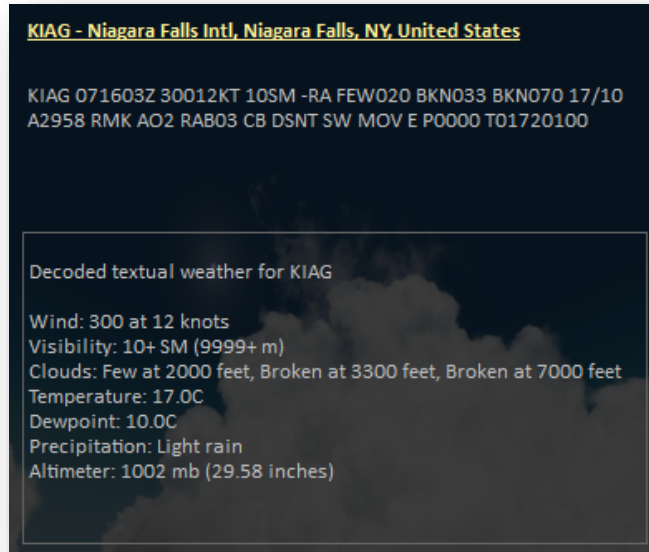 KIAG - Niagara Falls Intl, Niagara Falls, NY, United States
KIAG 071603Z 30012KT 10SM -RA FEW020 BKN033 BKN070 17/10
A2958 RMK AO2 RAB03 CB DSNT SW MOV E P0000 T01720100
Decoded textual weather for KIAG
Wind: 300 at 12 knots
Visibility: 10+ SM (9999+ m)
Clouds: Few at 2000 feet, Broken at 3300 feet, Broken at 7000 feet
Temperature: 17.0C
Dewpoint: 10.0C
Precipitation: Light rain
Altimeter: 1002 mb (29.58 inches)